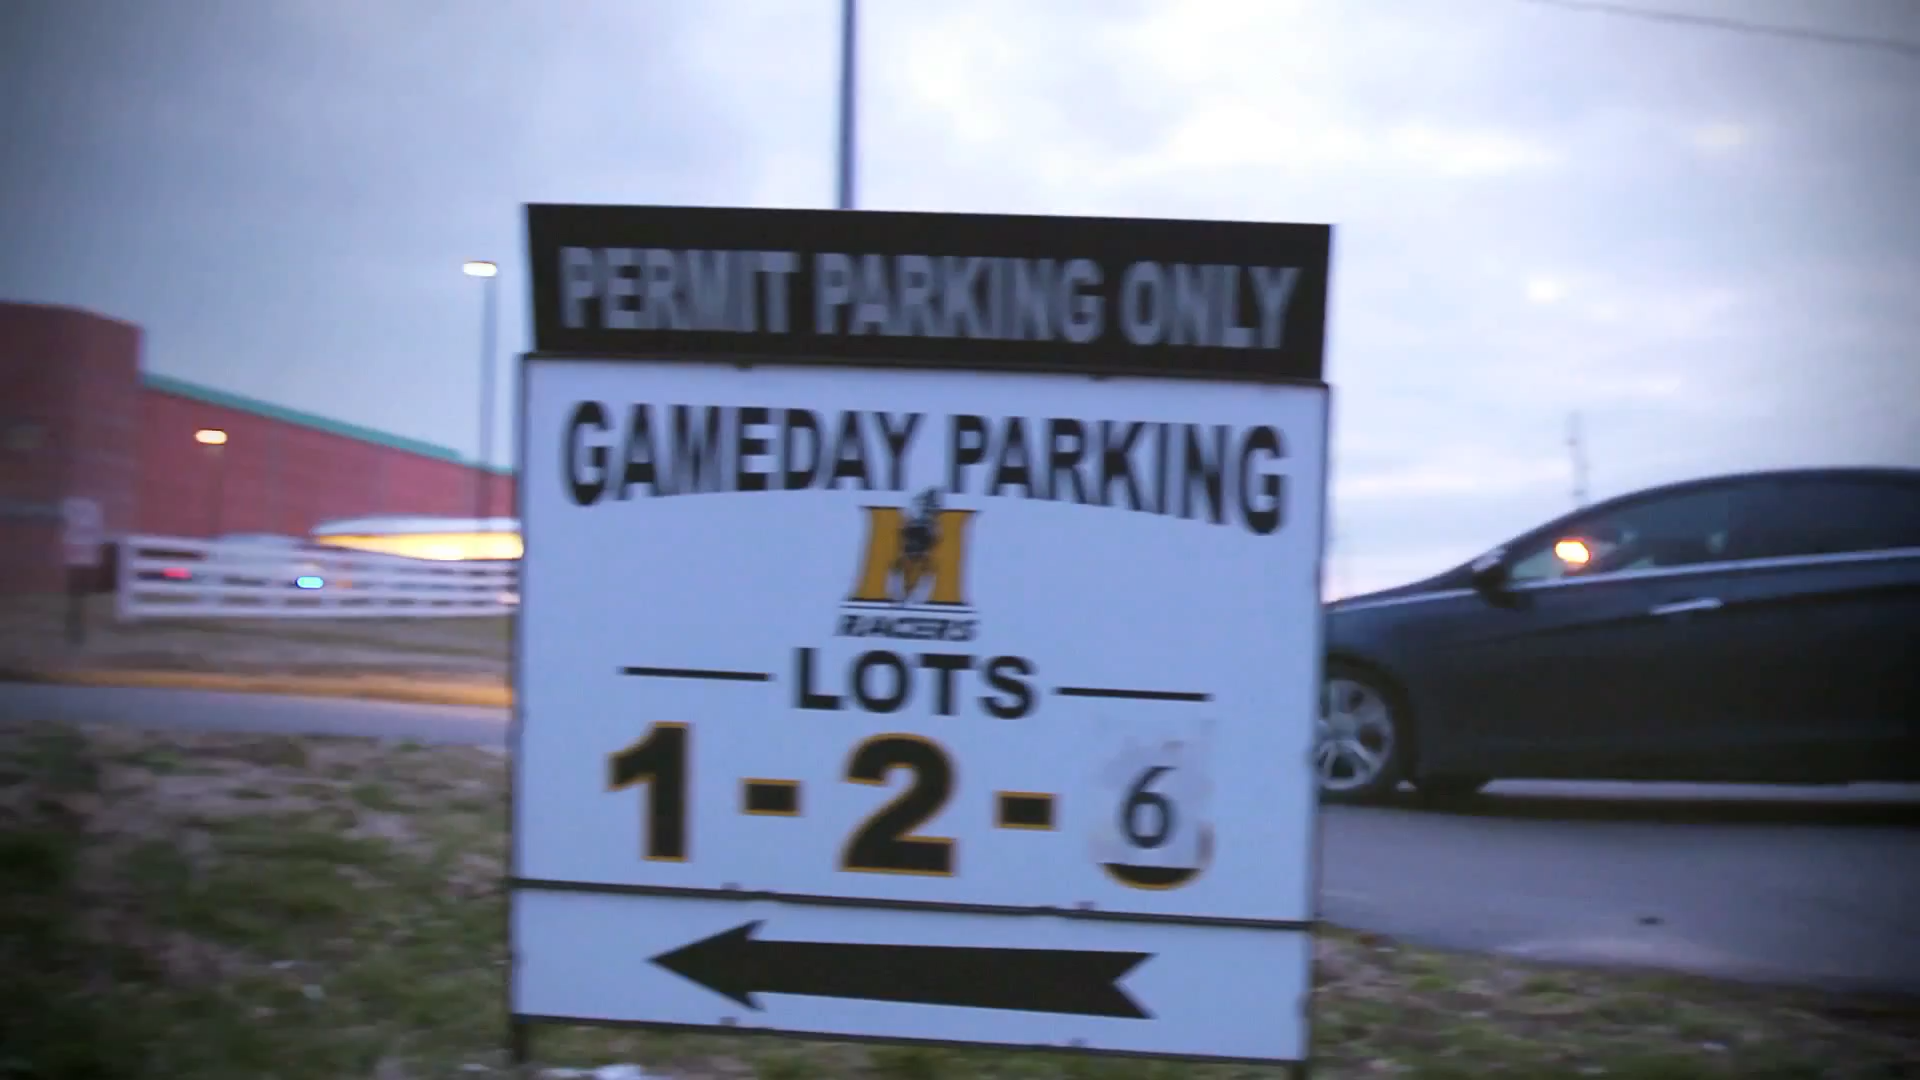 PERMIT PARKING ONLY
GAMEDAY PARKING
M
RACERS
LOTS
1 - 2 - 6